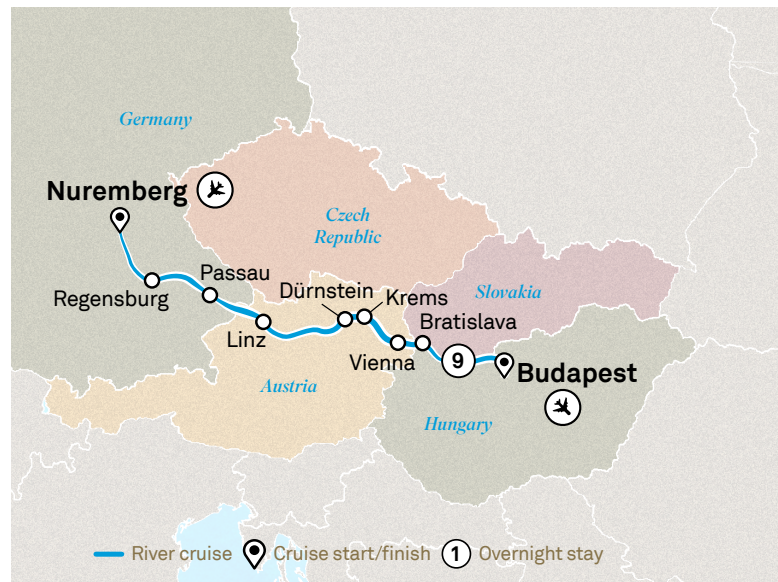 Germany
Nuremberg
Czech
Republic
Passau
Regensburg
Dürnstein
Krems
Slovakia
Linz
Bratislava
Vienna
9
Budapest
Austria
Hungary
River cruise
Cruise start/finish
1 Overnight stay